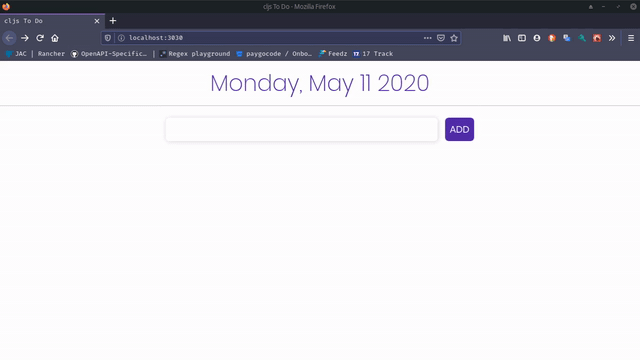 cljs To Do - Mozilla Firefox
cljs To Do
localhost:3030
JAC | Rancher
OpenAPI-Specific...
Regex playground
paygocode / Onbo...
Feedz
17 Track
Monday, May 11 2020
ADD